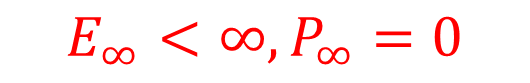 E∞ < ∞, P∞ = 0